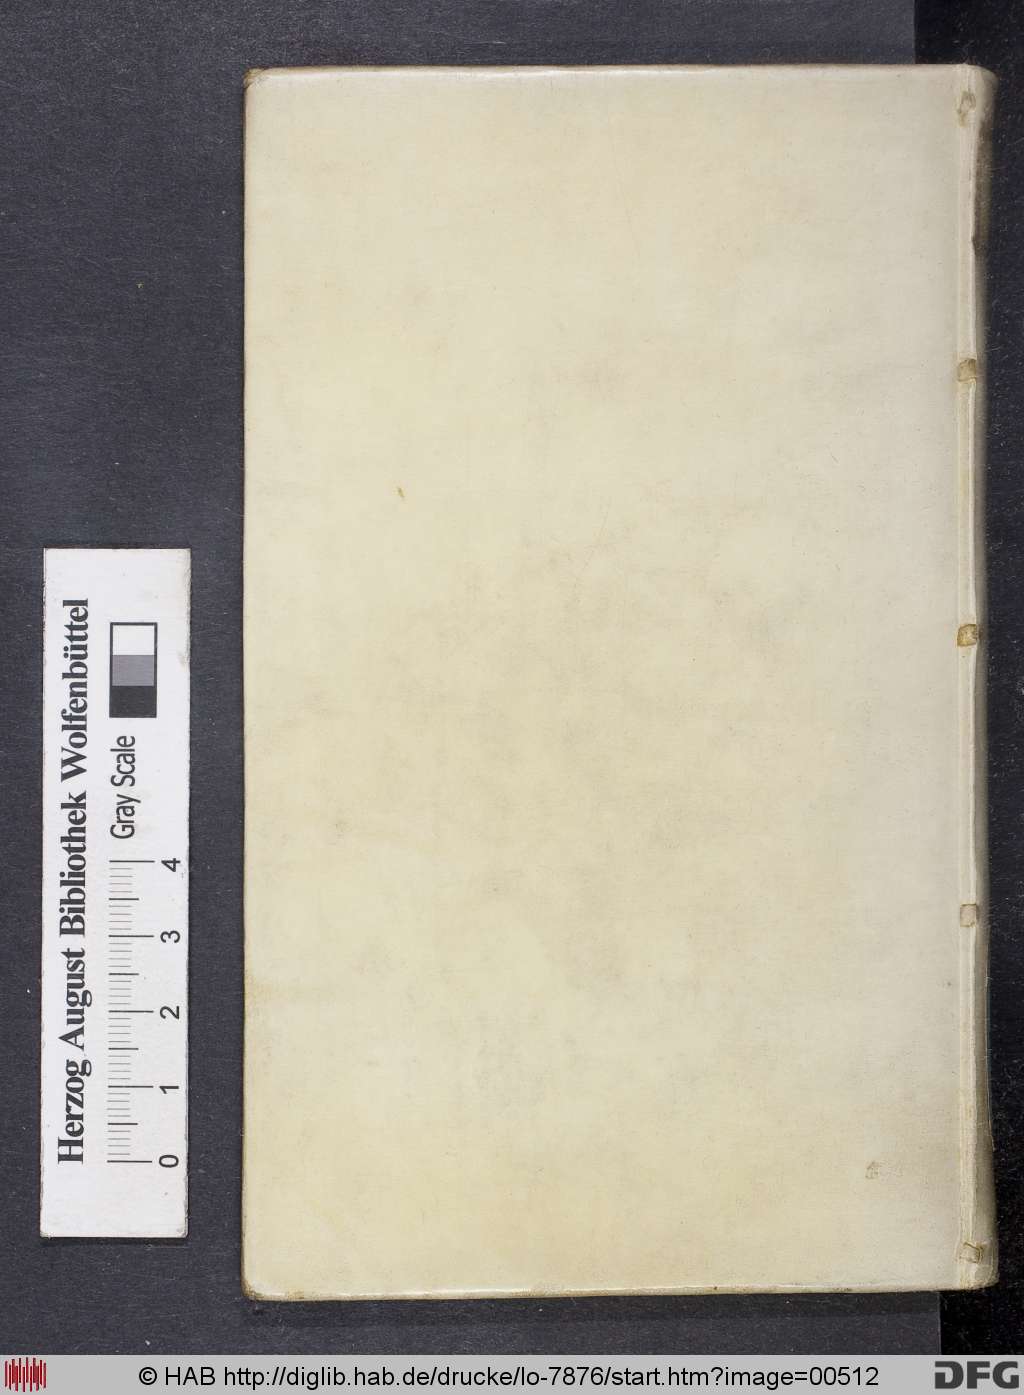 Herzog August Bibliothek Wolfenbüttel
Gray Scale
0 1 2 3 4
© HAB http://diglib.hab.de/drucke/lo-7876/start.htm?image=00512
DFG